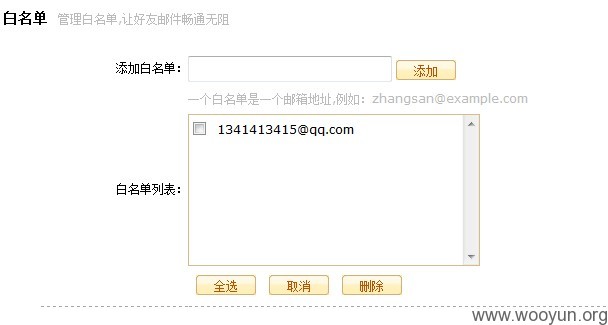 白名单 管理白名单,让好友邮件畅通无阻
添加白名单: 添加
一个白名单是一个邮箱地址,例如: zhangsan@example.com
1341413415@qq.com
白名单列表:
全选 取消 删除
www.wooyun.org